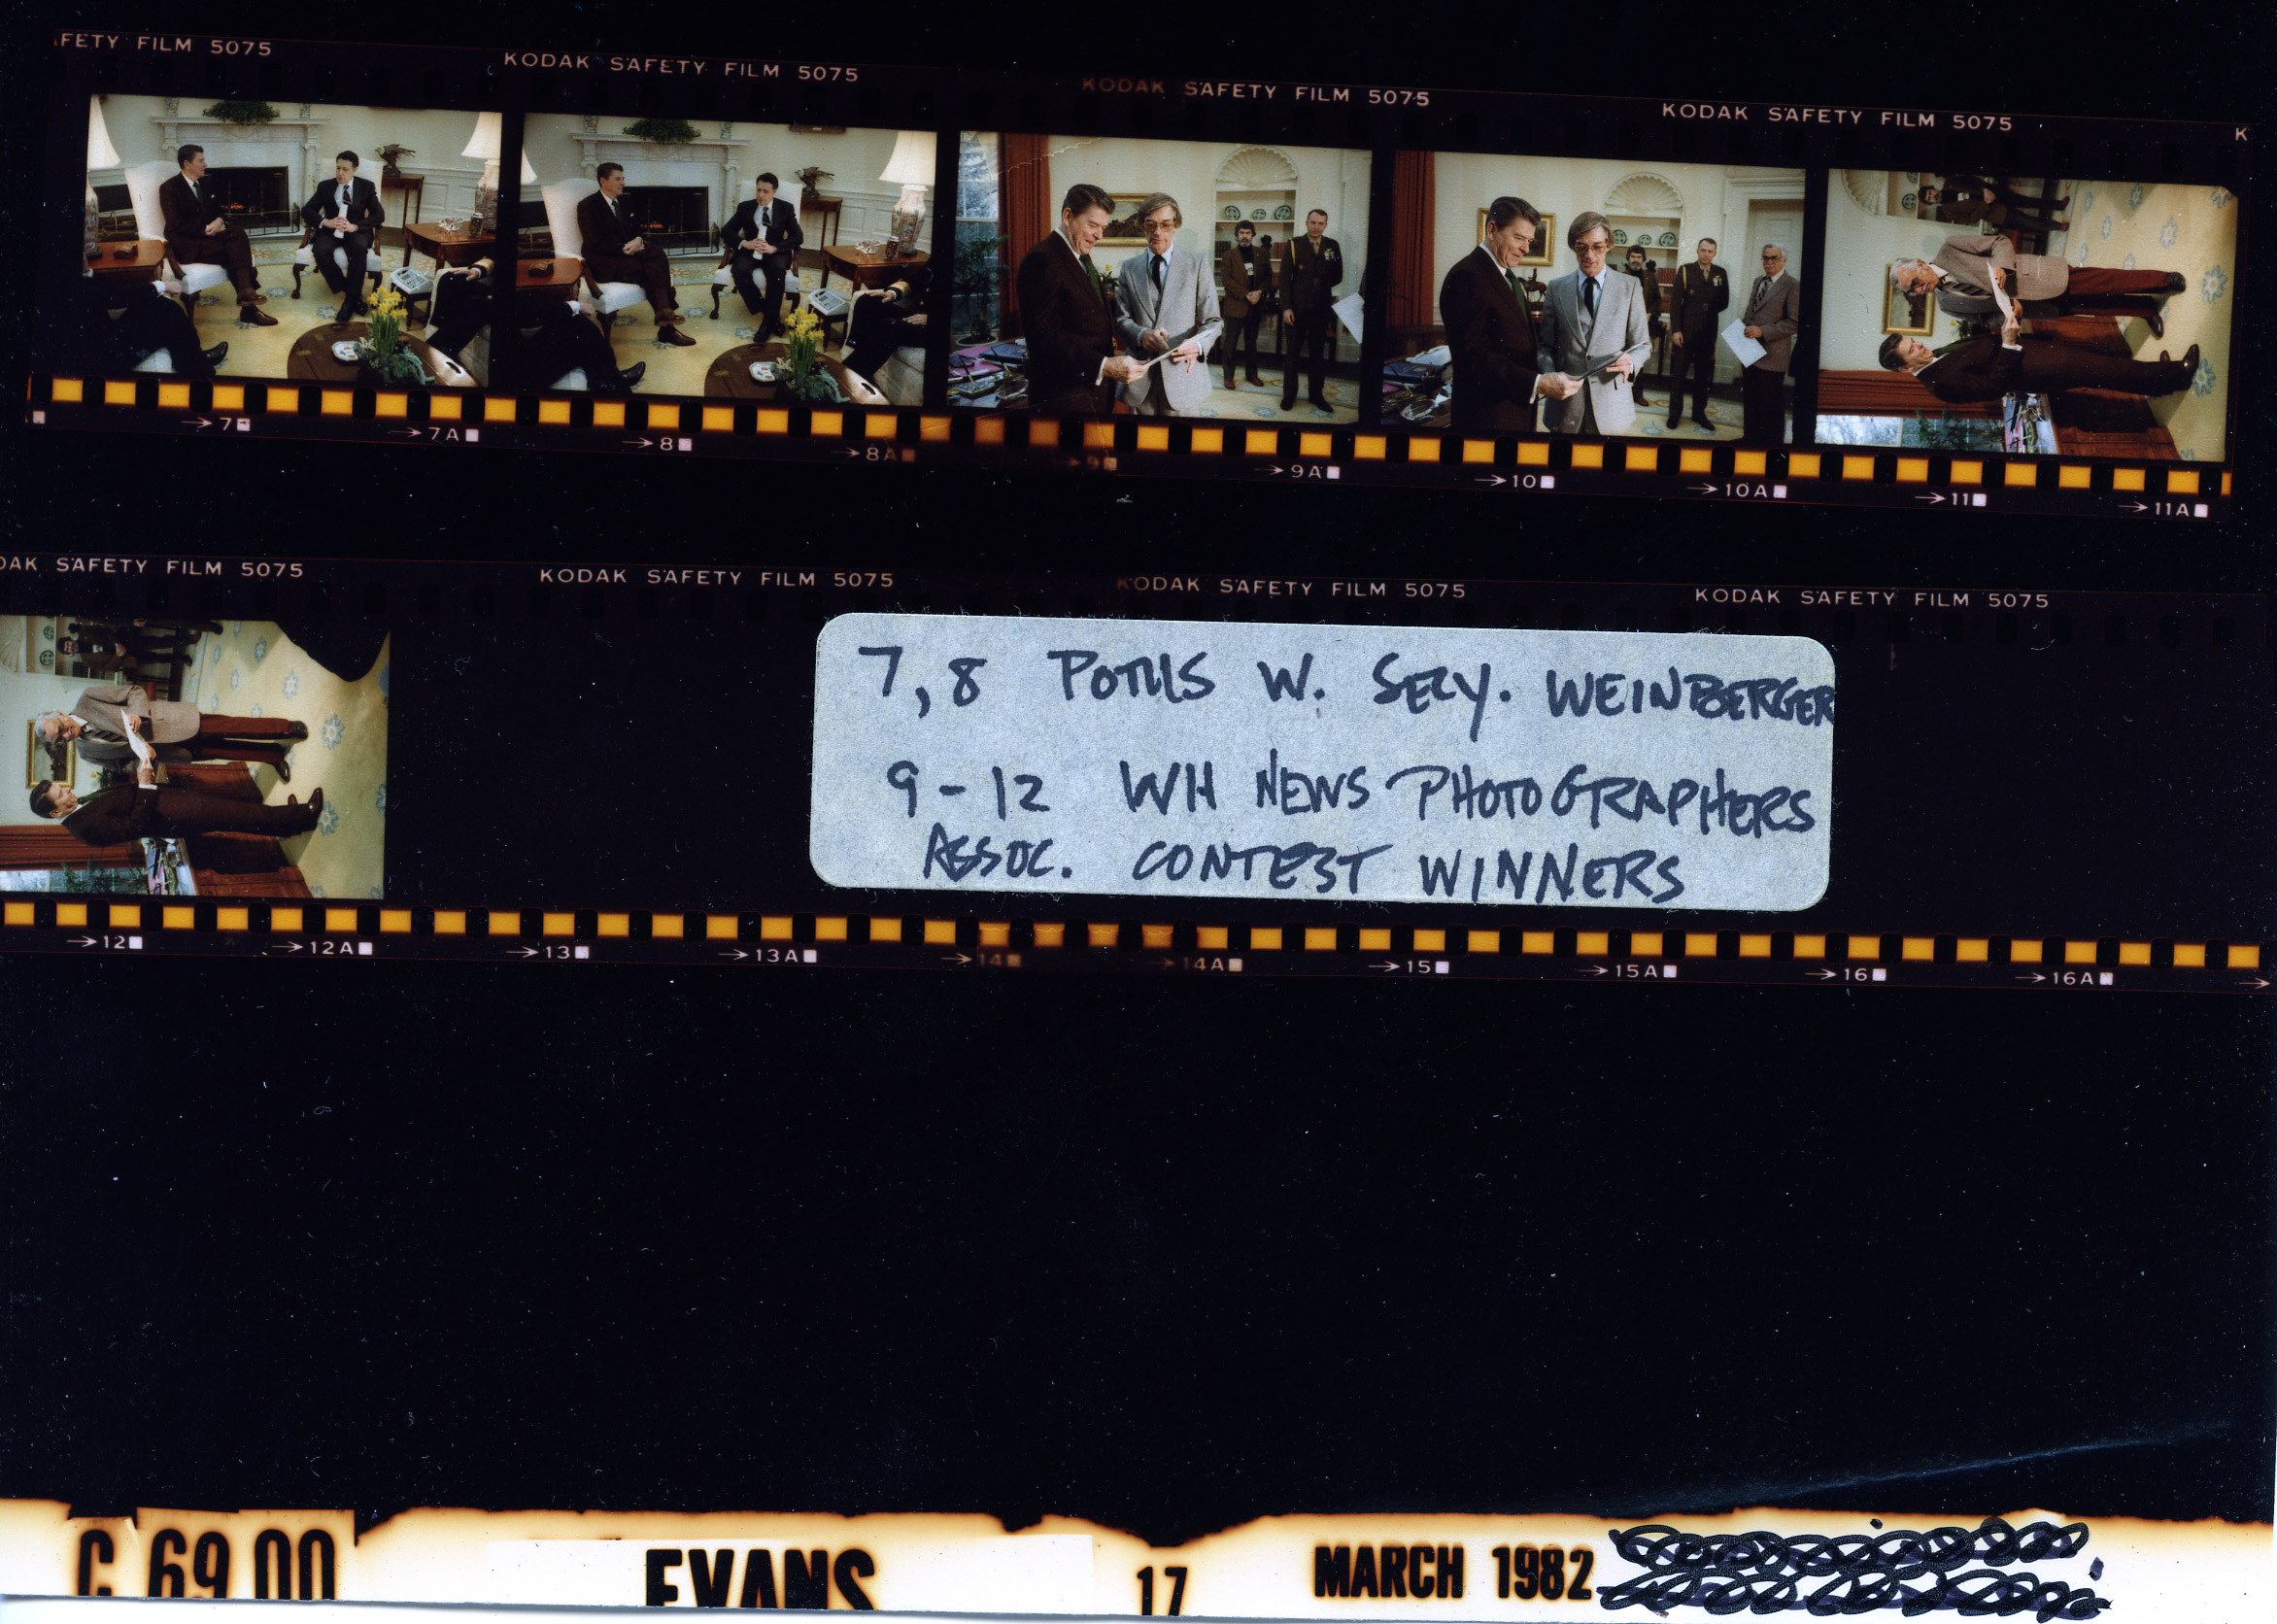 FETY FILM 5075 KODAK SAFETY FILM 5075 KODAK SAFETY FILM 5075 KODAK SAFETY FILM 5075 K
7 7A 8 8A 9 9A 10 10A 11 11A
DAK SAFETY FILM 5075 KODAK SAFETY FILM 5075 KODAK SAFETY FILM 5075 KODAK SAFETY FILM 5075
7,8 POTUS W. SECY. WEINBERGER
9-12 WH NEWS PHOTOGRAPHERS
ASSOC. CONTEST WINNERS
12 12A 13 13A 14 14A 15 15A 16 16A
C 6900 EVANS 17 MARCH 1982